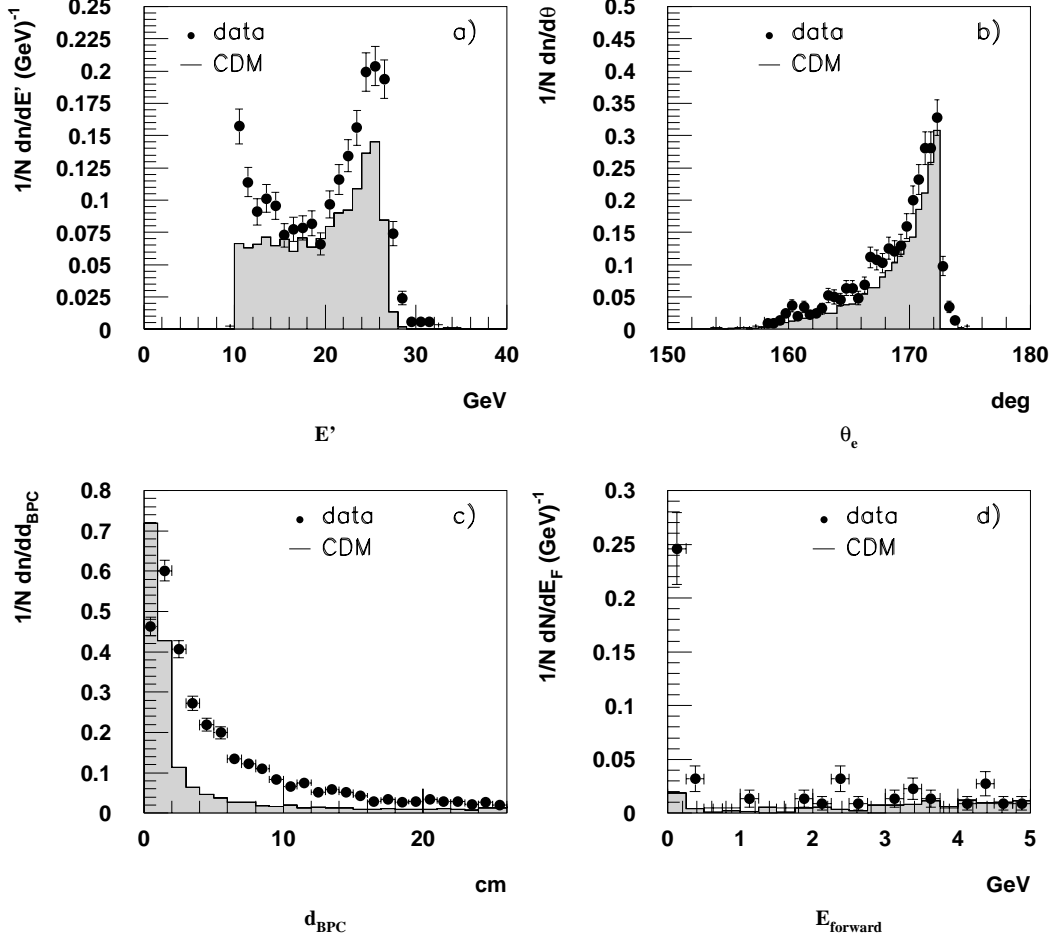 1/N dn/dE' (GeV)-1
0.25
0.225
0.2
0.175
0.15
0.125
0.1
0.075
0.05
0.025
0
data
CDM
a)
0 10 20 30 40
GeV
E'
1/N dn/dθ
0.5
0.45
0.4
0.35
0.3
0.25
0.2
0.15
0.1
0.05
0
data
CDM
b)
150 160 170 180
deg
θe
1/N dn/ddBPC
0.8
0.7
0.6
0.5
0.4
0.3
0.2
0.1
0
data
CDM
c)
0 10 20
cm
dBPC
1/N dN/dEF (GeV)-1
0.3
0.25
0.2
0.15
0.1
0.05
0
data
CDM
d)
0 1 2 3 4 5
GeV
Eforward